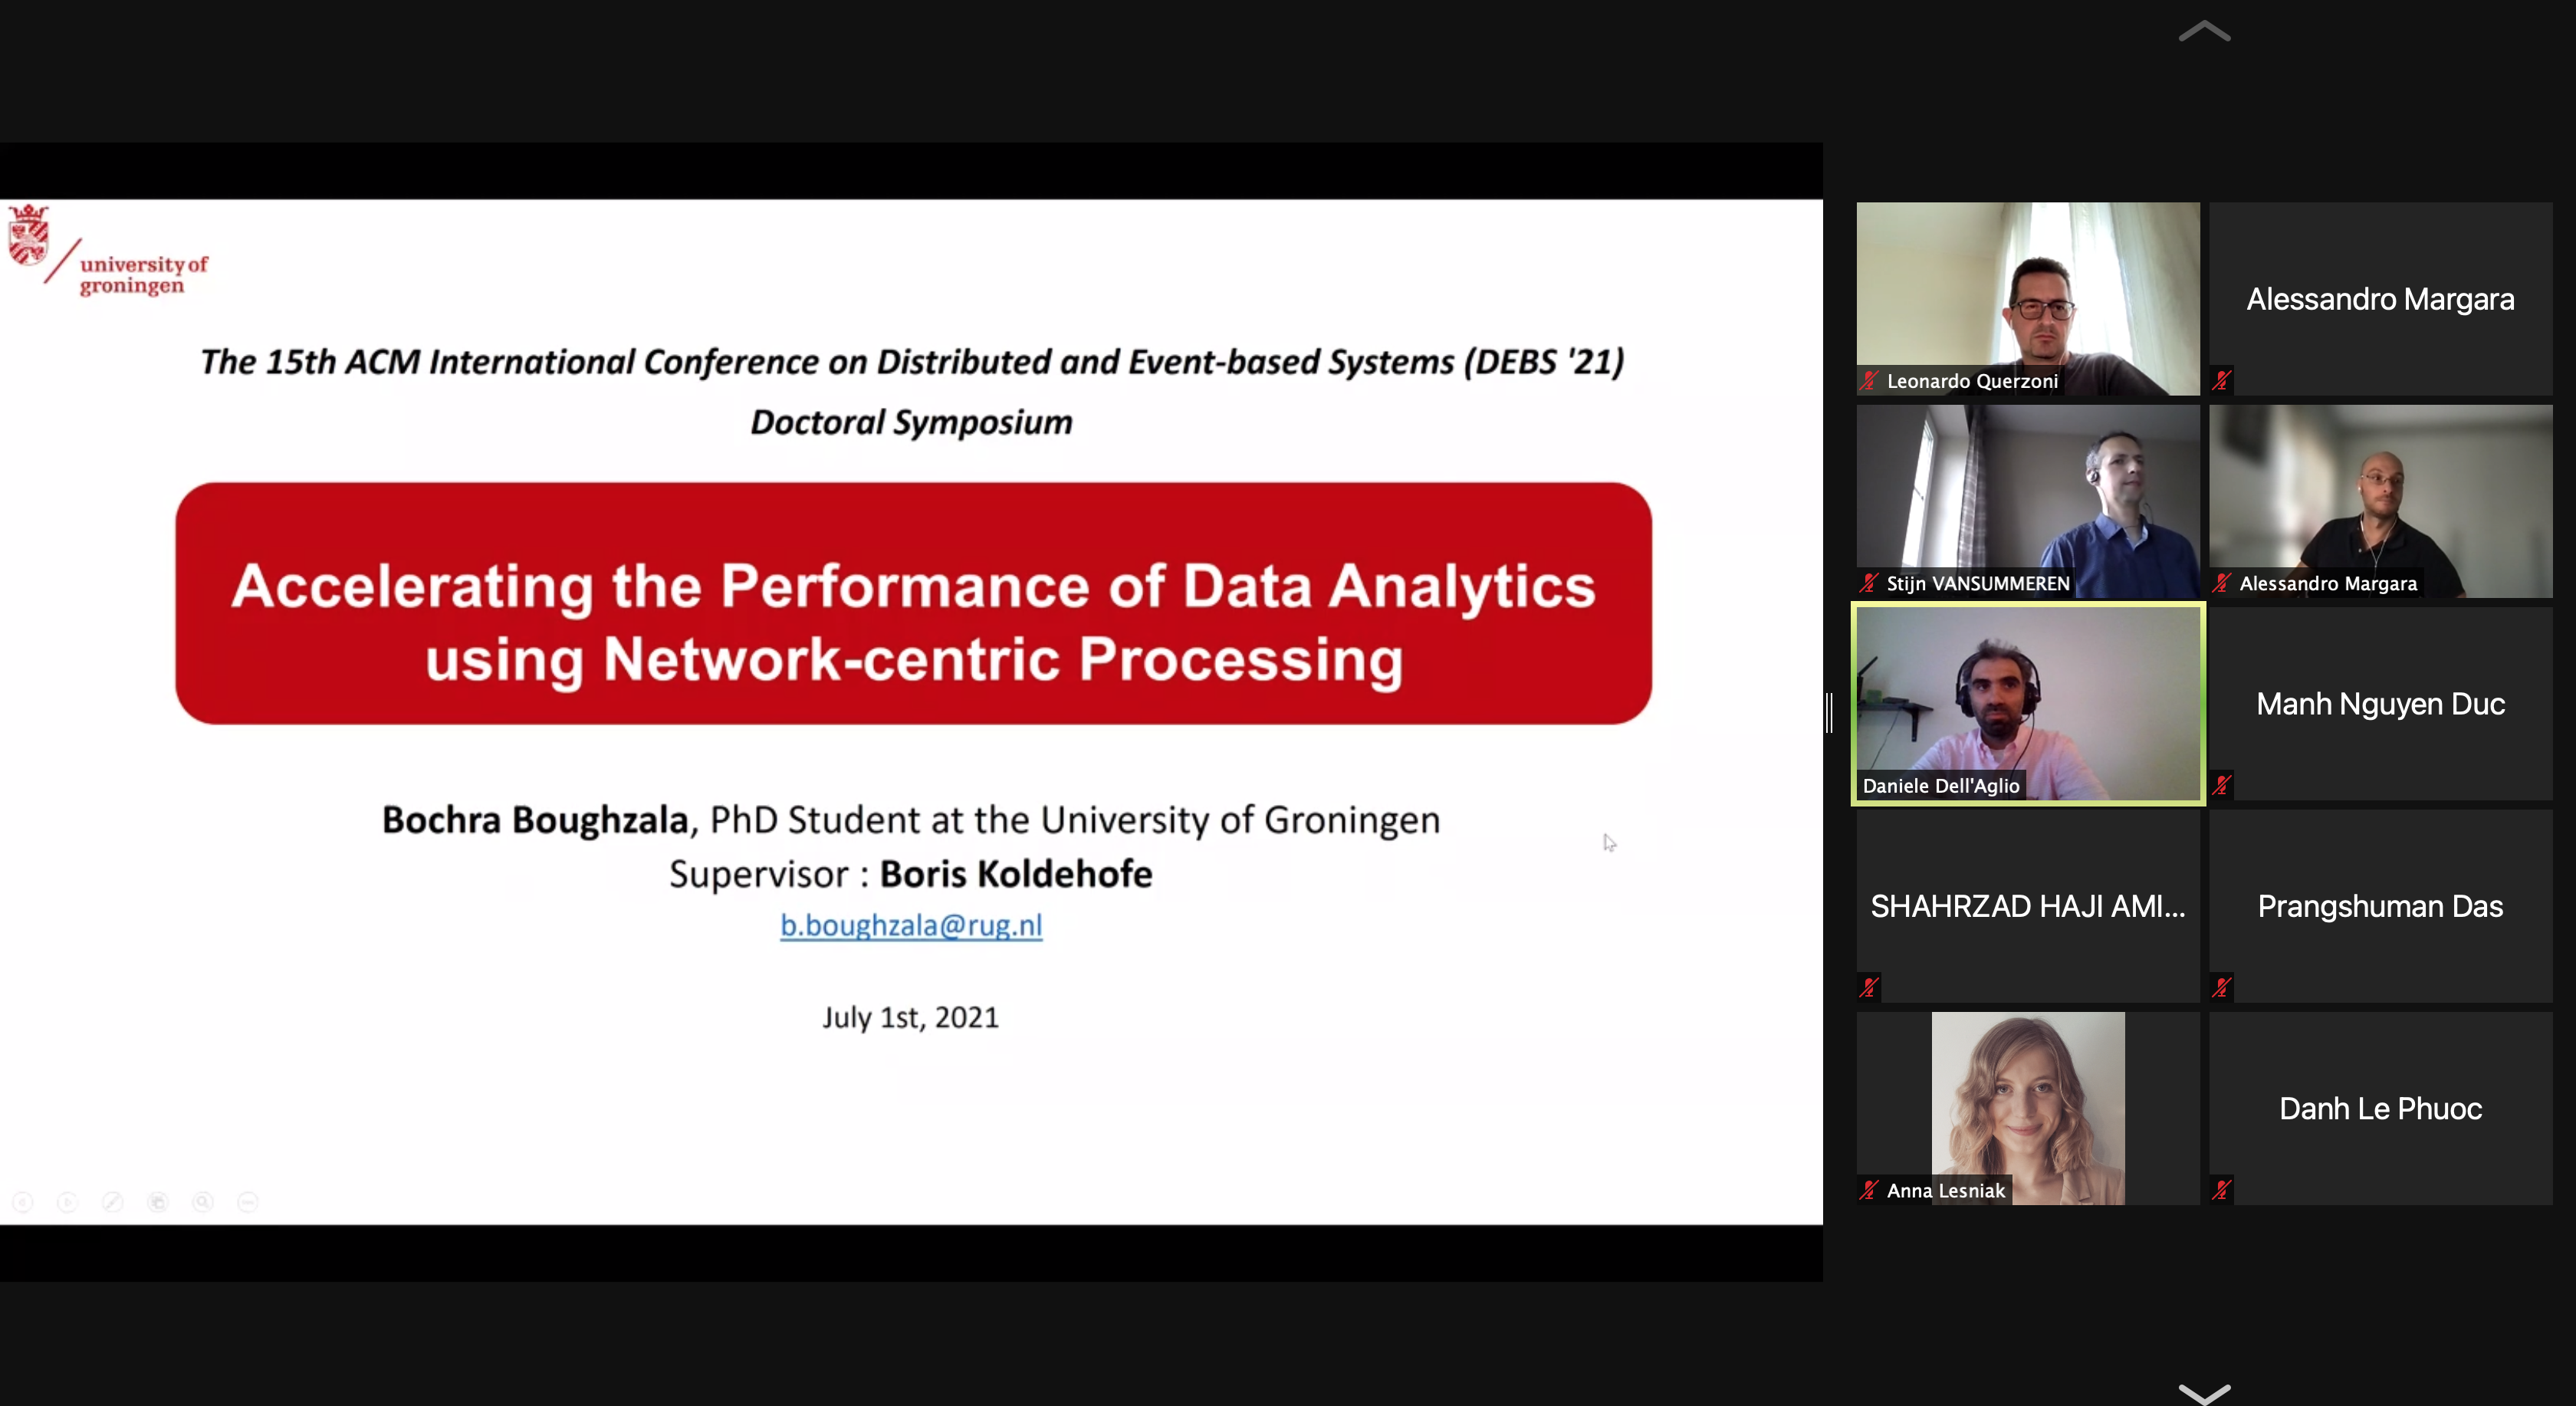 university of
groningen
The 15th ACM International Conference on Distributed and Event-based Systems (DEBS '21)
Doctoral Symposium
Accelerating the Performance of Data Analytics
using Network-centric Processing
Bochra Boughzala, PhD Student at the University of Groningen
Supervisor : Boris Koldehofe
b.boughzala@rug.nl
July 1st, 2021
Leonardo Querzoni
Alessandro Margara
Stijn VANSUMMEREN
Alessandro Margara
Daniele Dell'Aglio
Manh Nguyen Duc
SHAHRZAD HAJI AMI...
Prangshuman Das
Anna Lesniak
Danh Le Phuoc